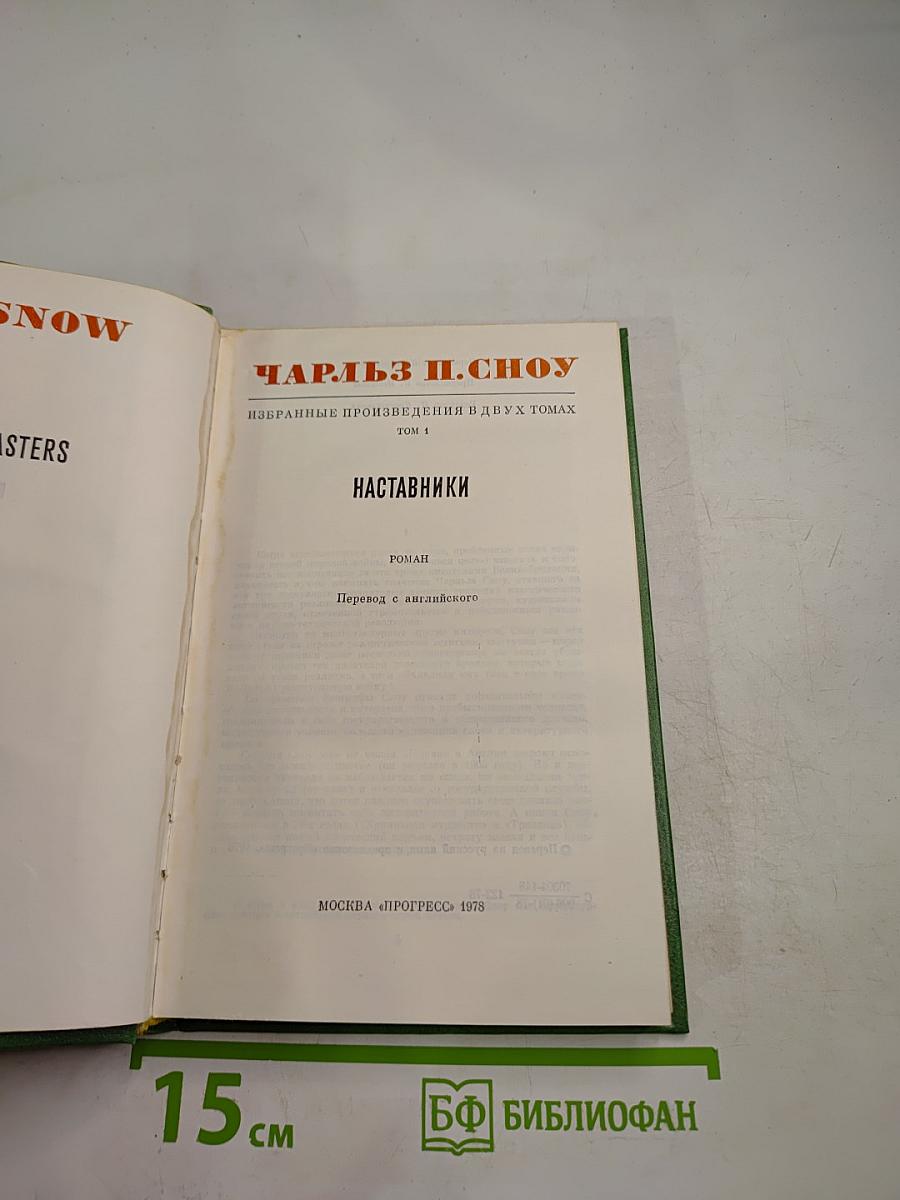 SNOW
ASTERS
ЧАРЛЬЗ П. СНОУ
ИЗБРАННЫЕ ПРОИЗВЕДЕНИЯ В ДВУХ ТОМАХ
ТОМ 1
НАСТАВНИКИ
РОМАН
Перевод с английского
МОСКВА «ПРОГРЕСС» 1978
15 см
БФ БИБЛИОФАН